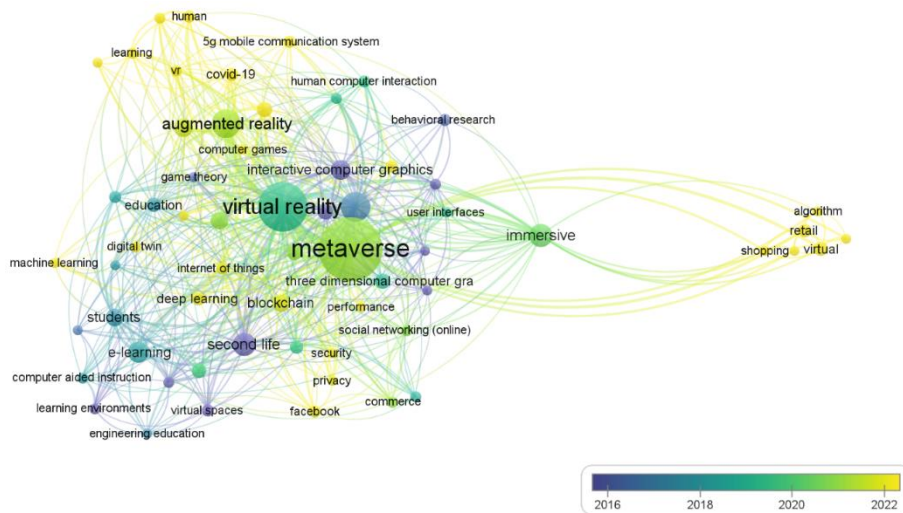 human
5g mobile communication system
learning
vr
covid-19
human computer interaction
augmented reality
behavioral research
computer games
interactive computer graphics
game theory
education
virtual reality
user interfaces
algorithm
retail
immersive
metaverse
shopping
virtual
digital twin
machine learning
internet of things
three dimensional computer gra
deep learning
blockchain
performance
students
social networking (online)
second life
e-learning
security
computer aided instruction
privacy
commerce
learning environments
virtual spaces
facebook
engineering education
2016 2018 2020 2022